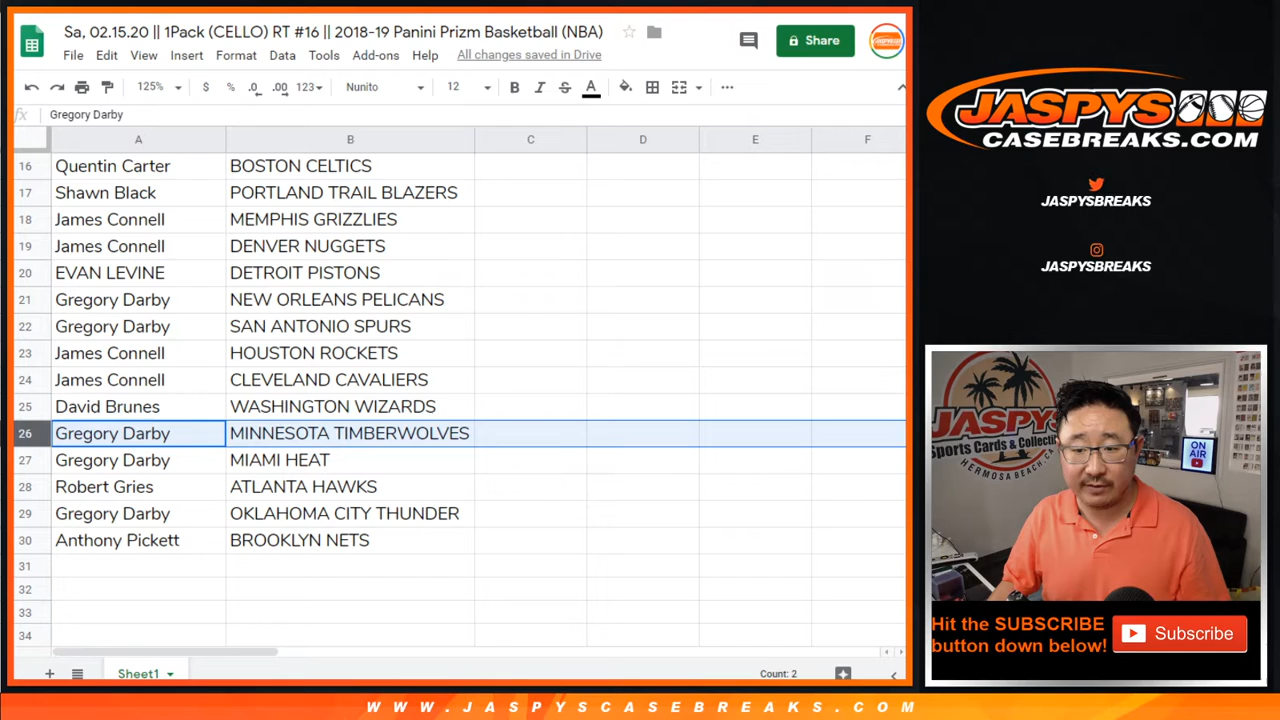 Sa, 02.15.20 || 1Pack (CELLO) RT #16 || 2018-19 Panini Prizm Basketball (NBA)
Share
File Edit View Insert Format Data Tools Add-ons Help All changes saved in Drive
125% $ % .0 .00 123 Nunito 12 B I S A
fx Gregory Darby
A B C D E F
16 Quentin Carter BOSTON CELTICS
17 Shawn Black PORTLAND TRAIL BLAZERS
18 James Connell MEMPHIS GRIZZLIES
19 James Connell DENVER NUGGETS
20 EVAN LEVINE DETROIT PISTONS
21 Gregory Darby NEW ORLEANS PELICANS
22 Gregory Darby SAN ANTONIO SPURS
23 James Connell HOUSTON ROCKETS
24 James Connell CLEVELAND CAVALIERS
25 David Brunes WASHINGTON WIZARDS
26 Gregory Darby MINNESOTA TIMBERWOLVES
27 Gregory Darby MIAMI HEAT
28 Robert Gries ATLANTA HAWKS
29 Gregory Darby OKLAHOMA CITY THUNDER
30 Anthony Pickett BROOKLYN NETS
31
32
33
34
Sheet1 Count: 2
JASPYS
CASEBREAKS.COM
JASPYSBREAKS
JASPYSBREAKS
JASPYS
Sports Cards & Collecti
HERMOSA BEACH, C
ON
AIR
Hit the SUBSCRIBE
button down below!
Subscribe
WWW.JASPYSCASEBREAKS.COM